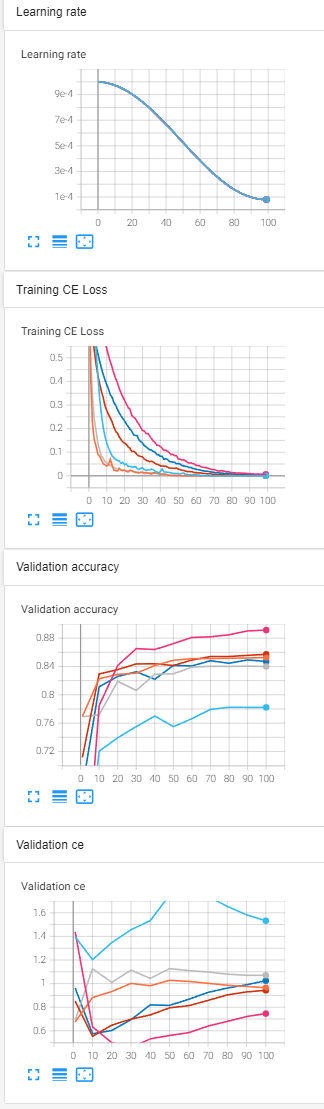 Learning rate
Learning rate
9e-4
7e-4
5e-4
3e-4
1e-4
0 20 40 60 80 100
Training CE Loss
Training CE Loss
0.5
0.4
0.3
0.2
0.1
0
0 10 20 30 40 50 60 70 80 90 100
Validation accuracy
Validation accuracy
0.88
0.84
0.8
0.76
0.72
0 10 20 30 40 50 60 70 80 90 100
Validation ce
Validation ce
1.6
1.4
1.2
1
0.8
0.6
0 10 20 30 40 50 60 70 80 90 100